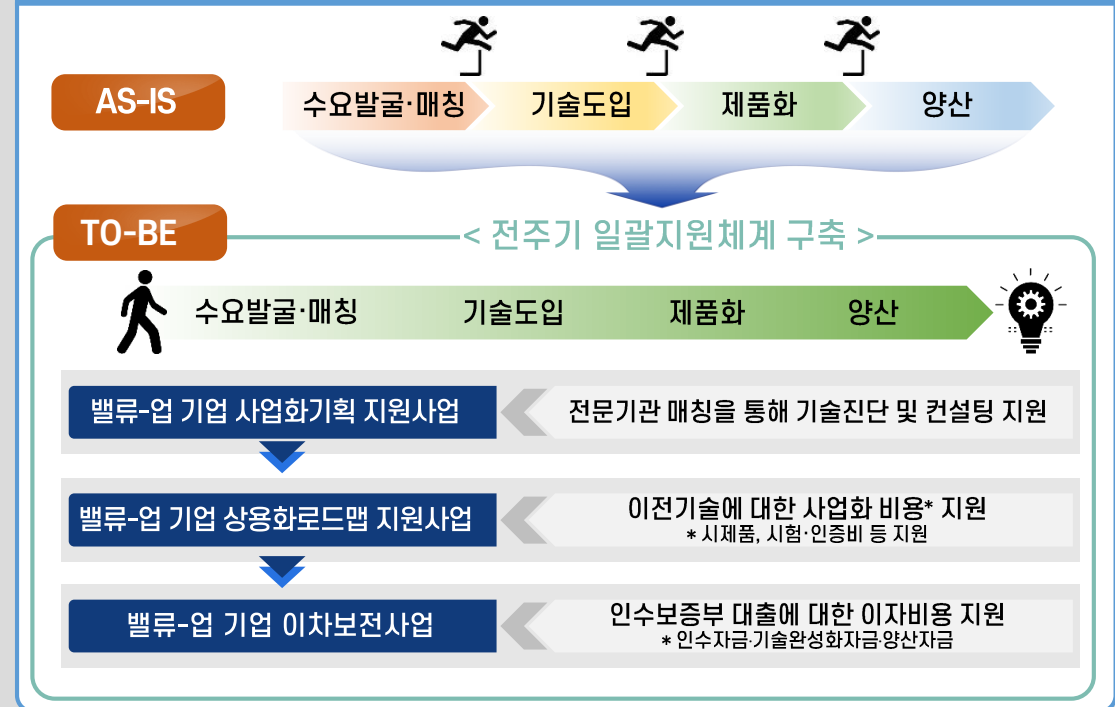 AS-IS
수요발굴·매칭
기술도입
제품화
양산
TO-BE
< 전주기 일괄지원체계 구축 >
수요발굴·매칭
기술도입
제품화
양산
밸류-업 기업 사업화기획 지원사업
전문기관 매칭을 통해 기술진단 및 컨설팅 지원
밸류-업 기업 상용화로드맵 지원사업
이전기술에 대한 사업화 비용* 지원
* 시제품, 시험·인증비 등 지원
밸류-업 기업 이차보전사업
인수보증부 대출에 대한 이자비용 지원
* 인수자금·기술완성화자금·양산자금